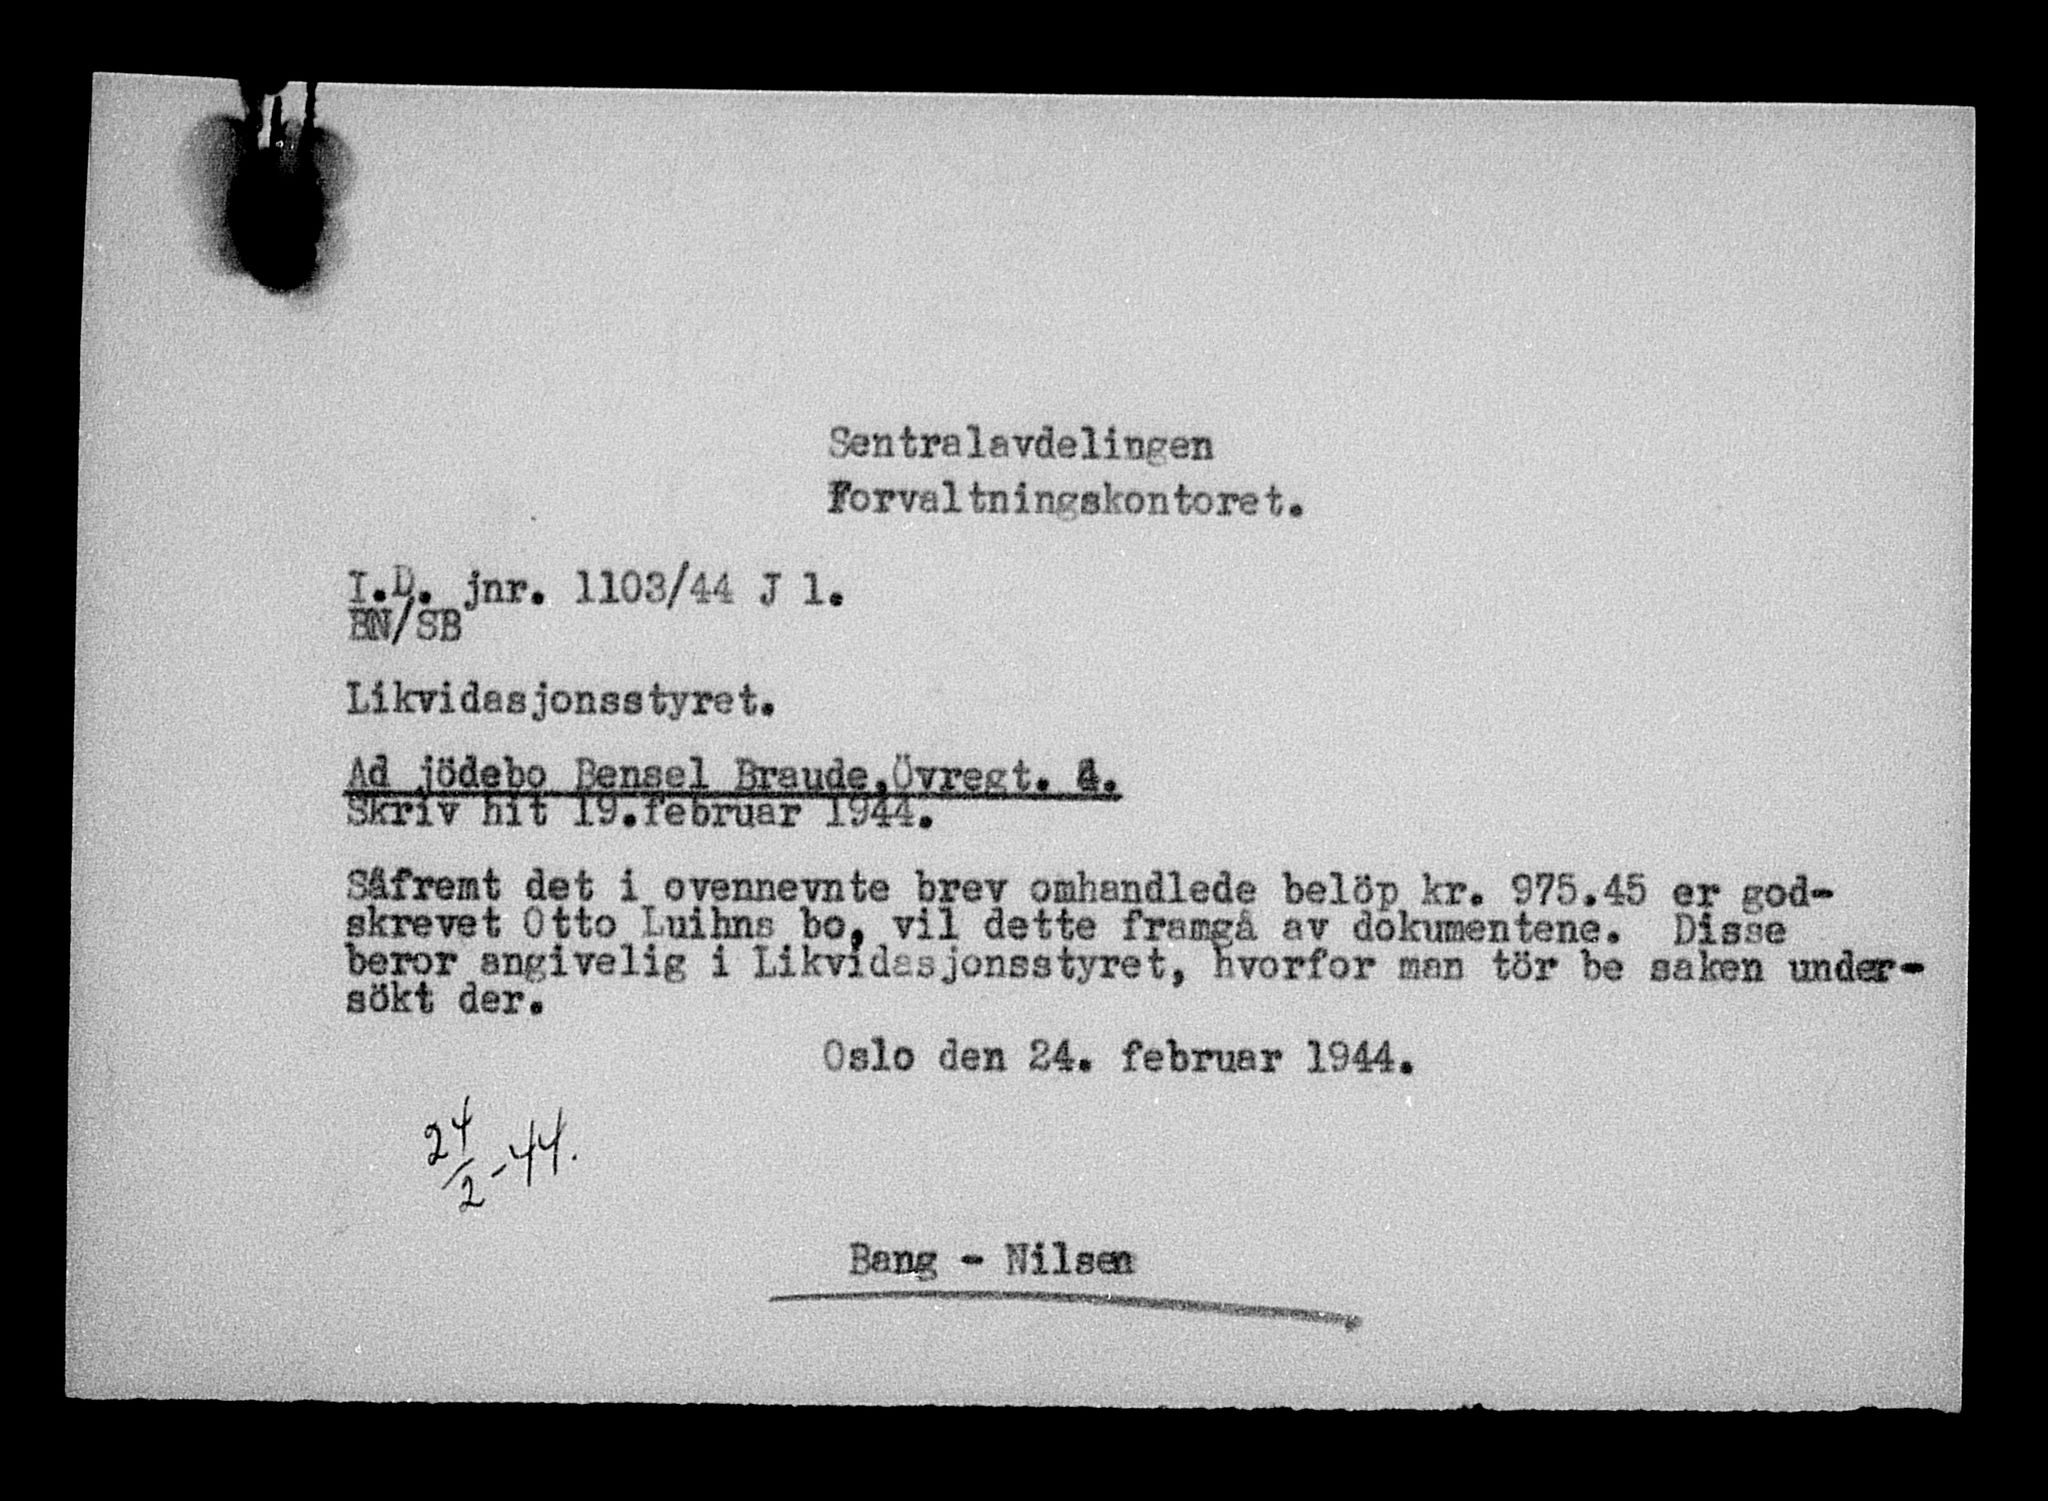 Sentralavdelingen
Forvaltningskontoret.
I.D. jnr. 1103/44 J 1.
BN/SB
Likvidasjonsstyret.
Ad jödebo Bensel Braude, Övregt. 4.
Skriv hit 19.februar 1944.
Såfremt det i ovennevnte brev omhandlede belöp kr. 975.45 er god-
skrevet Otto Luihns bo, vil dette framgå av dokumentene. Disse
beror angivelig i Likvidasjonsstyret, hvorfor man tör be saken under-
sökt der.
Oslo den 24. februar 1944.
24/2-44.
Bang - Nilsen